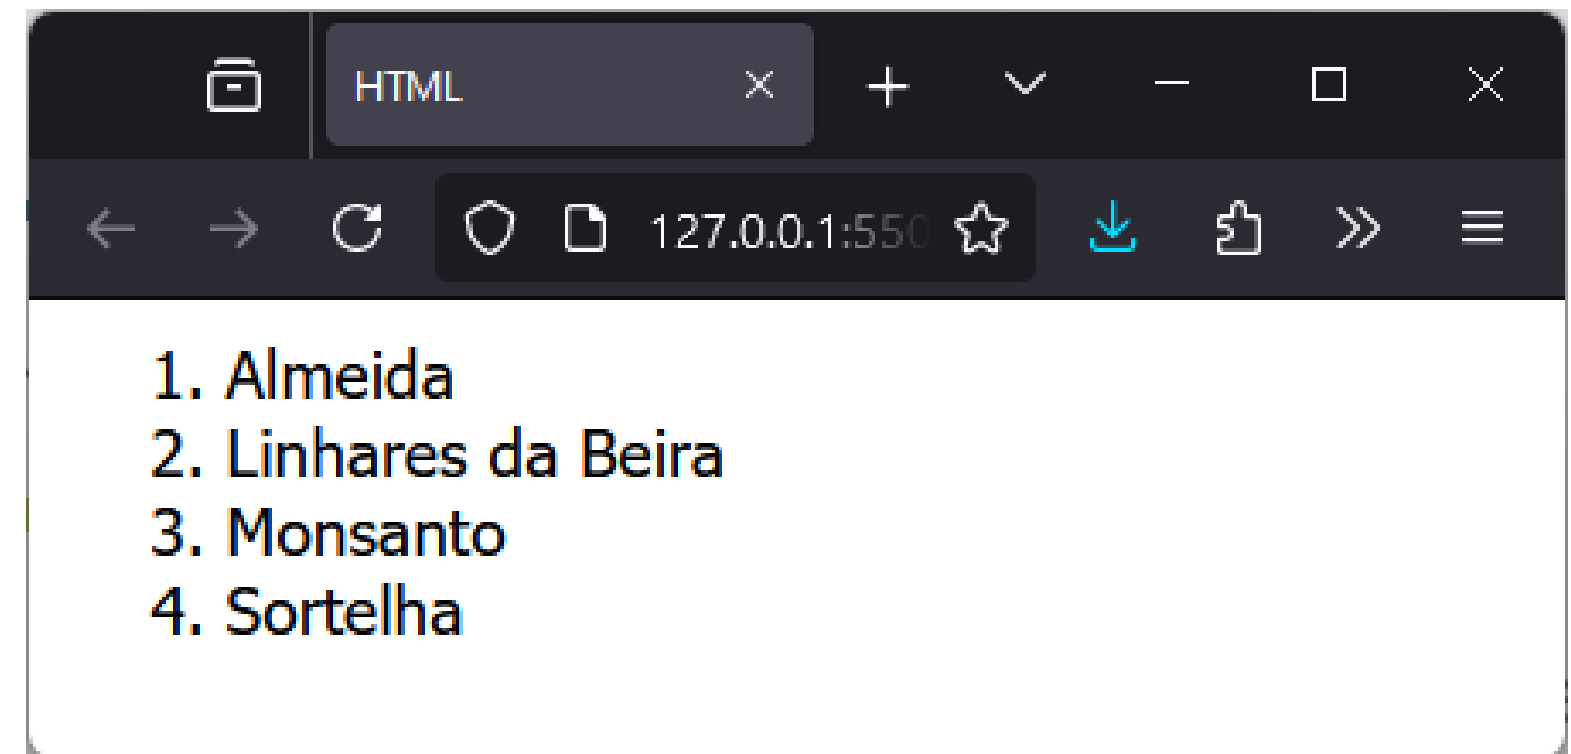 HTML
127.0.0.1:550
1. Almeida
2. Linhares da Beira
3. Monsanto
4. Sortelha